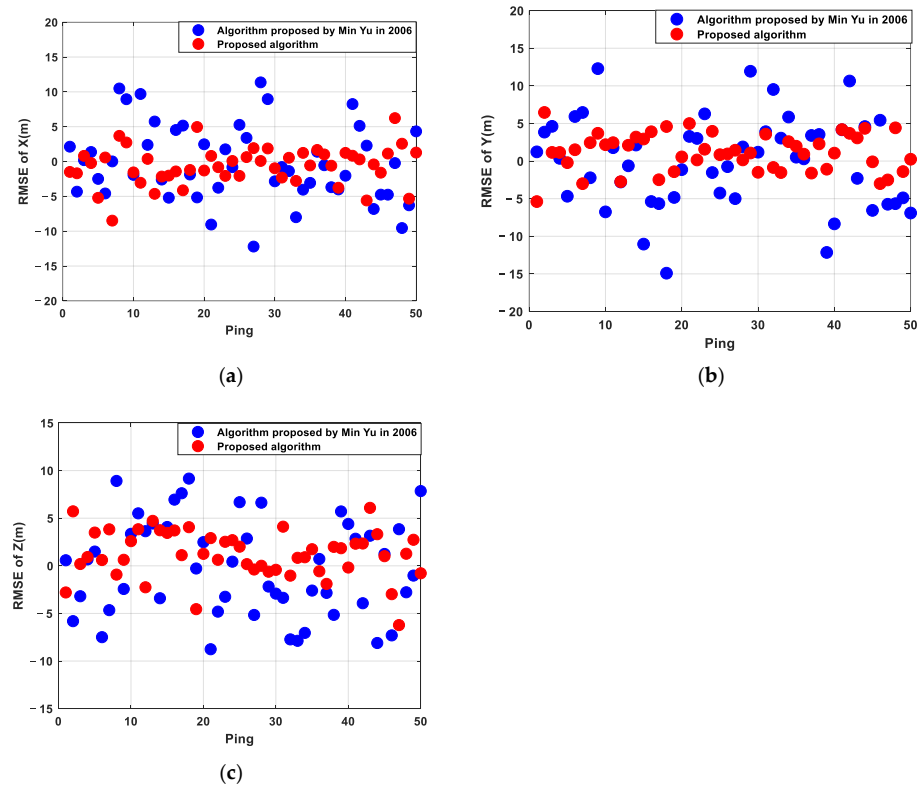 Algorithm proposed by Min Yu in 2006
Proposed algorithm
RMSE of X(m)
20
15
10
5
0
−5
−10
−15
−20
0 10 20 30 40 50
Ping
(a)
Algorithm proposed by Min Yu in 2006
Proposed algorithm
RMSE of Y(m)
20
15
10
5
0
−5
−10
−15
−20
0 10 20 30 40 50
Ping
(b)
Algorithm proposed by Min Yu in 2006
Proposed algorithm
RMSE of Z(m)
15
10
5
0
−5
−10
−15
0 10 20 30 40 50
Ping
(c)